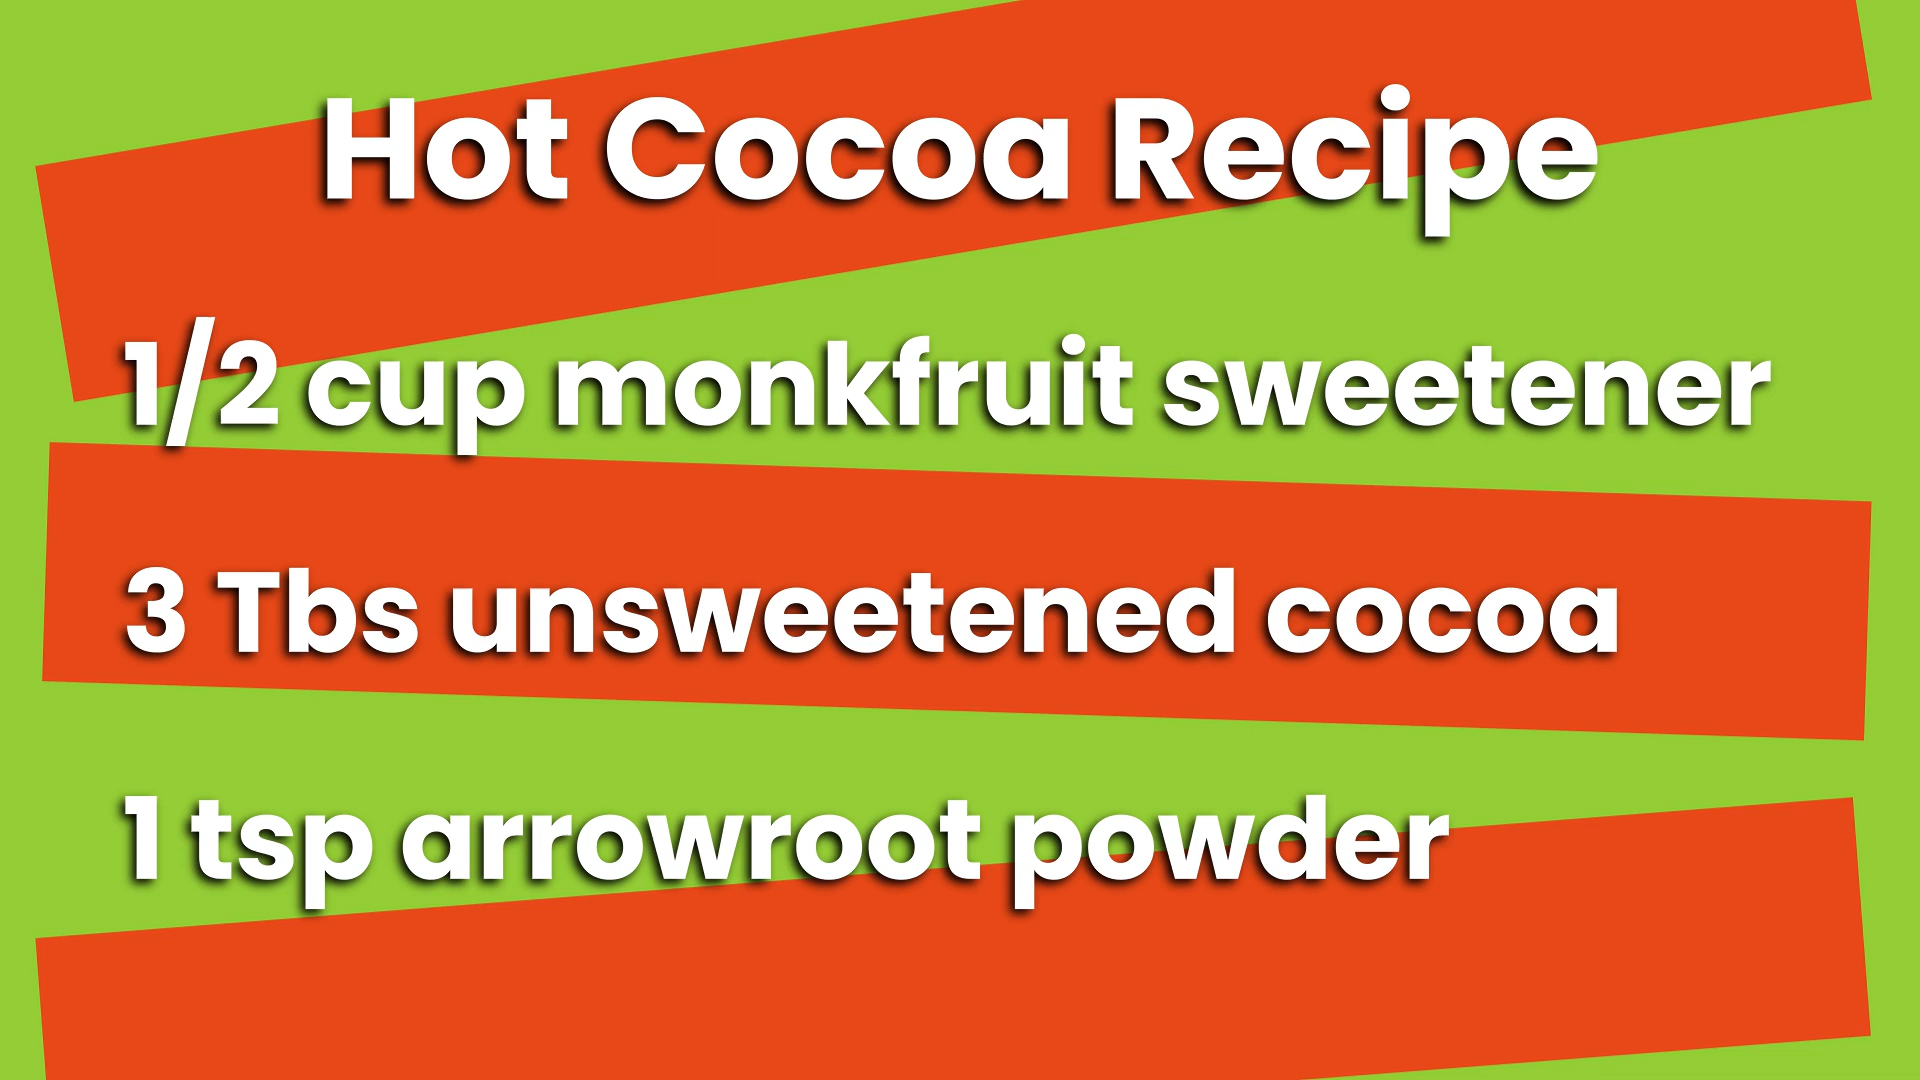 Hot Cocoa Recipe
1/2 cup monkfruit sweetener
3 Tbs unsweetened cocoa
1 tsp arrowroot powder